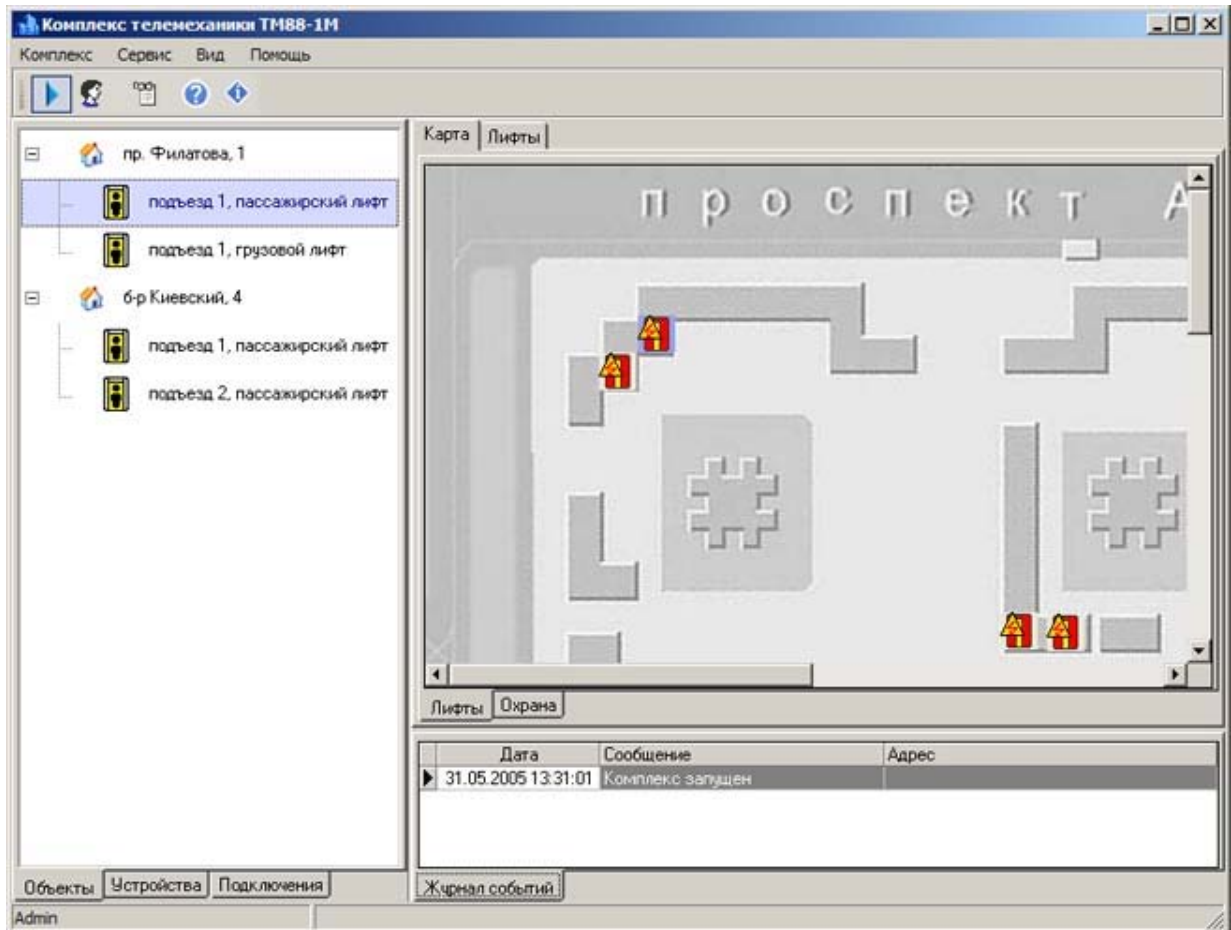 Комплекс телемеханики ТМ88-1М
Комплекс Сервис Вид Помощь
пр. Филатова, 1
подъезд 1, пассажирский лифт
подъезд 1, грузовой лифт
б-р Киевский, 4
подъезд 1, пассажирский лифт
подъезд 2, пассажирский лифт
Объекты Устройства Подключения
Карта Лифты
проспект А
Лифты Охрана
Дата Сообщение Адрес
31.05.2005 13:31:01 Комплекс запущен
Журнал событий
Admin